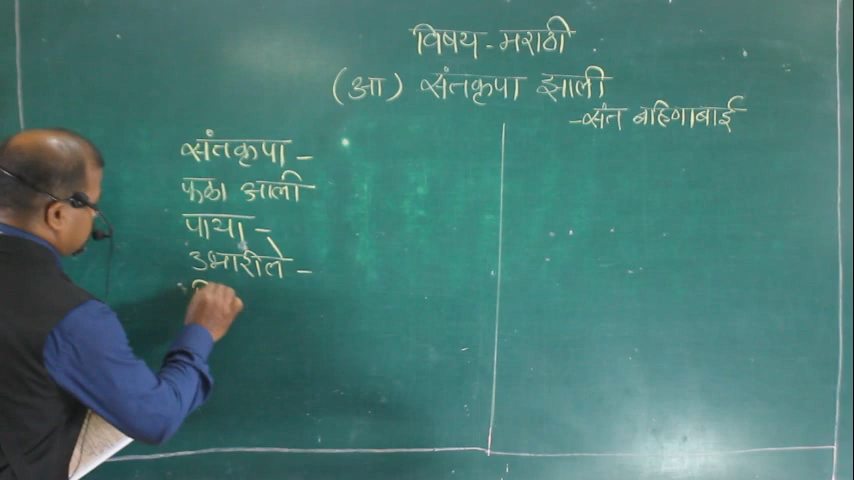 विषय - मराठी
(आ) संतकृपा झाली
- संत बहिणाबाई
संतकृपा -
फळा आली
पाया -
उभारीले -